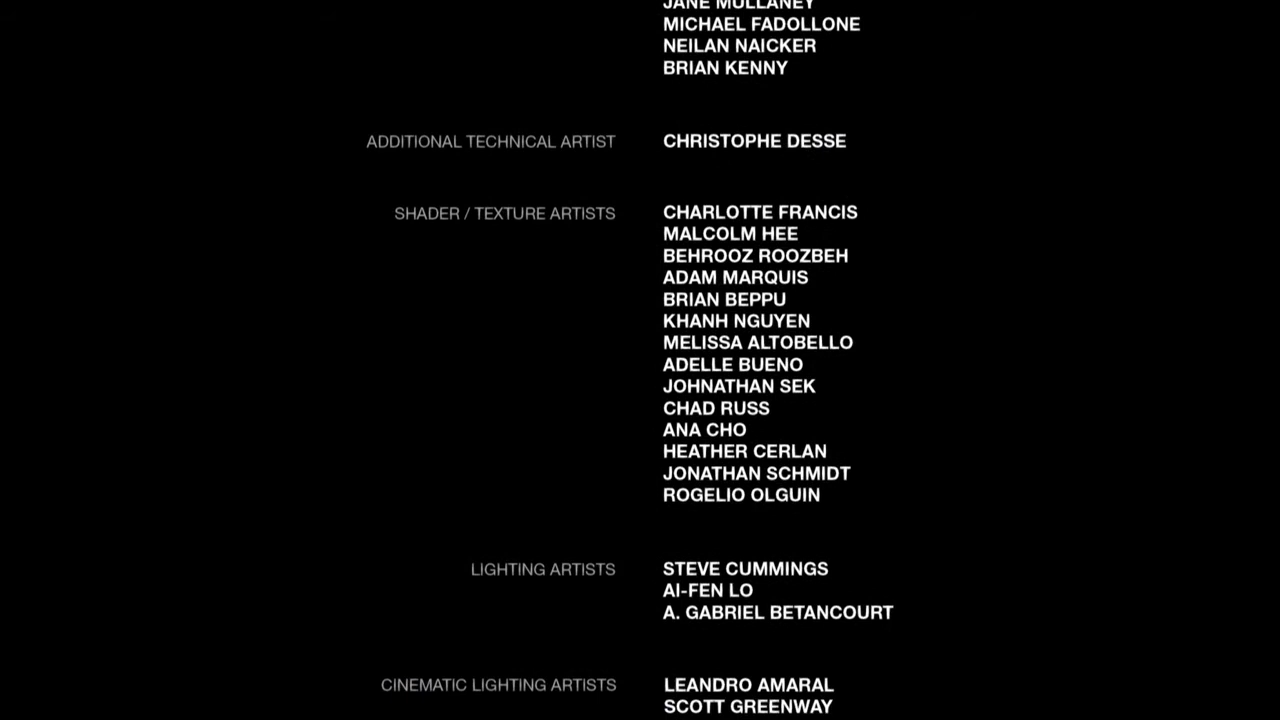 JANE MULLANEY
MICHAEL FADOLLONE
NEILAN NAICKER
BRIAN KENNY
ADDITIONAL TECHNICAL ARTIST CHRISTOPHE DESSE
SHADER / TEXTURE ARTISTS CHARLOTTE FRANCIS
MALCOLM HEE
BEHROOZ ROOZBEH
ADAM MARQUIS
BRIAN BEPPU
KHANH NGUYEN
MELISSA ALTOBELLO
ADELLE BUENO
JOHNATHAN SEK
CHAD RUSS
ANA CHO
HEATHER CERLAN
JONATHAN SCHMIDT
ROGELIO OLGUIN
LIGHTING ARTISTS STEVE CUMMINGS
AI-FEN LO
A. GABRIEL BETANCOURT
CINEMATIC LIGHTING ARTISTS LEANDRO AMARAL
SCOTT GREENWAY